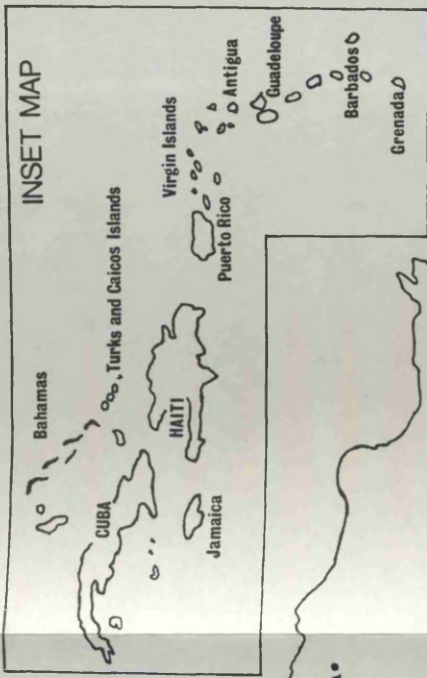 INSET MAP
Bahamas
Turks and Caicos Islands
CUBA
Virgin Islands
HAITI
Antigua
Puerto Rico
Jamaica
Guadeloupe
Barbados
Grenada